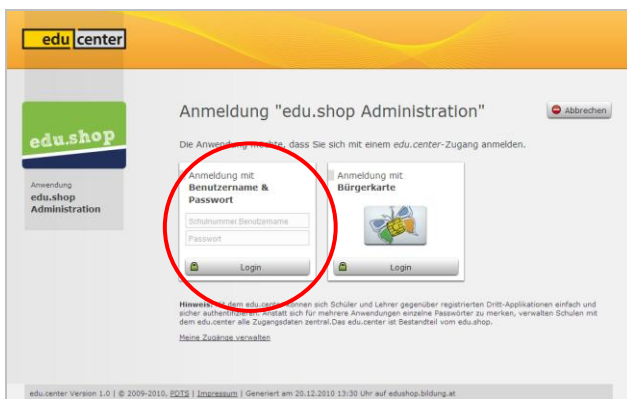 edu center
Anmeldung "edu.shop Administration"
Abbrechen
edu.shop
Die Anwendung möchte, dass Sie sich mit einem edu.center-Zugang anmelden.
Anwendung
edu.shop
Administration
Anmeldung mit
Benutzername &
Passwort
Schulnummer.Benutzername
Passwort
Login
Anmeldung mit
Bürgerkarte
Login
Hinweis: Mit dem edu.center können sich Schüler und Lehrer gegenüber registrierten Dritt-Applikationen einfach und
sicher authentifizieren. Anstatt sich für mehrere Anwendungen einzelne Passwörter zu merken, verwalten Schulen mit
dem edu.center alle Zugangsdaten zentral.Das edu.center ist Bestandteil vom edu.shop.
Meine Zugänge verwalten
edu.center Version 1.0 | © 2009-2010, PDTS | Impressum | Generiert am 20.12.2010 13:30 Uhr auf edushop.bildung.at